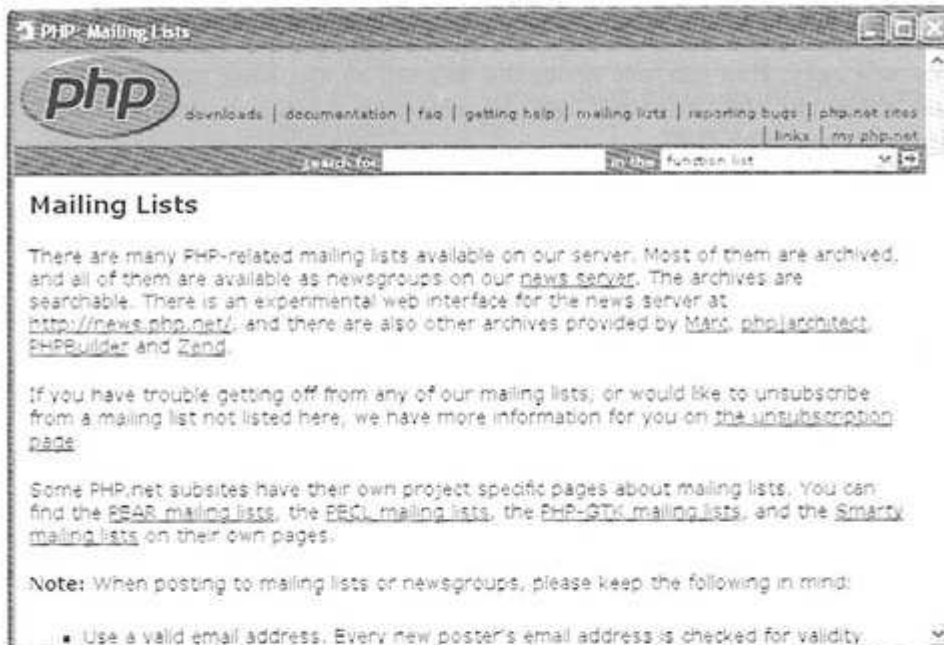 PHP: Mailing Lists
php
downloads | documentation | faq | getting help | mailing lists | reporting bugs | php.net sites
| links | my php.net
search for in the function list
Mailing Lists
There are many PHP-related mailing lists available on our server. Most of them are archived,
and all of them are available as newsgroups on our news server. The archives are
searchable. There is an experimental web interface for the news server at
http://news.php.net/, and there are also other archives provided by Marc, php|architect,
PHPBuilder and Zend.
If you have trouble getting off from any of our mailing lists, or would like to unsubscribe
from a mailing list not listed here, we have more information for you on the unsubscription
page
Some PHP.net subsites have their own project specific pages about mailing lists. You can
find the PEAR mailing lists, the PECL mailing lists, the PHP-GTK mailing lists, and the Smarty
mailing lists on their own pages.
Note: When posting to mailing lists or newsgroups, please keep the following in mind:
▪ Use a valid email address. Every new poster's email address is checked for validity